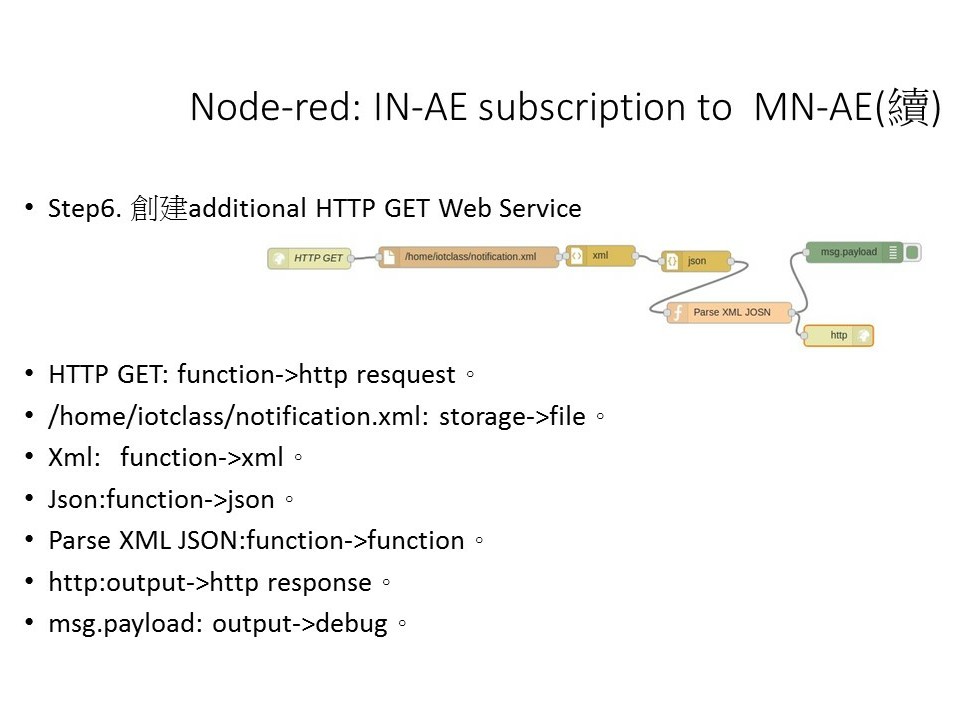 Node-red: IN-AE subscription to MN-AE(續)
• Step6. 創建additional HTTP GET Web Service
HTTP GET
/home/iotclass/notification.xml
xml
json
msg.payload
Parse XML JOSN
http
• HTTP GET: function->http resquest。
• /home/iotclass/notification.xml: storage->file。
• Xml: function->xml。
• Json:function->json。
• Parse XML JSON:function->function。
• http:output->http response。
• msg.payload: output->debug。